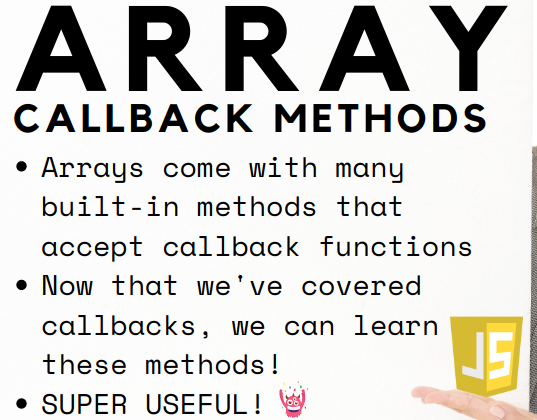 ARRAY
CALLBACK METHODS
• Arrays come with many
built-in methods that
accept callback functions
• Now that we've covered
callbacks, we can learn
these methods!
• SUPER USEFUL!
JS